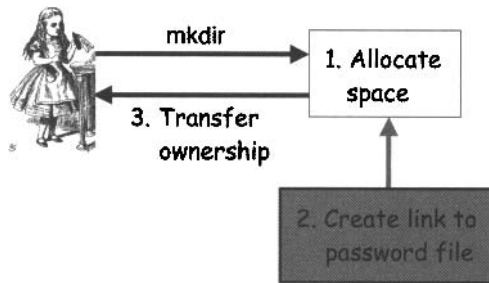 mkdir
1. Allocate
space
3. Transfer
ownership
2. Create link to
password file